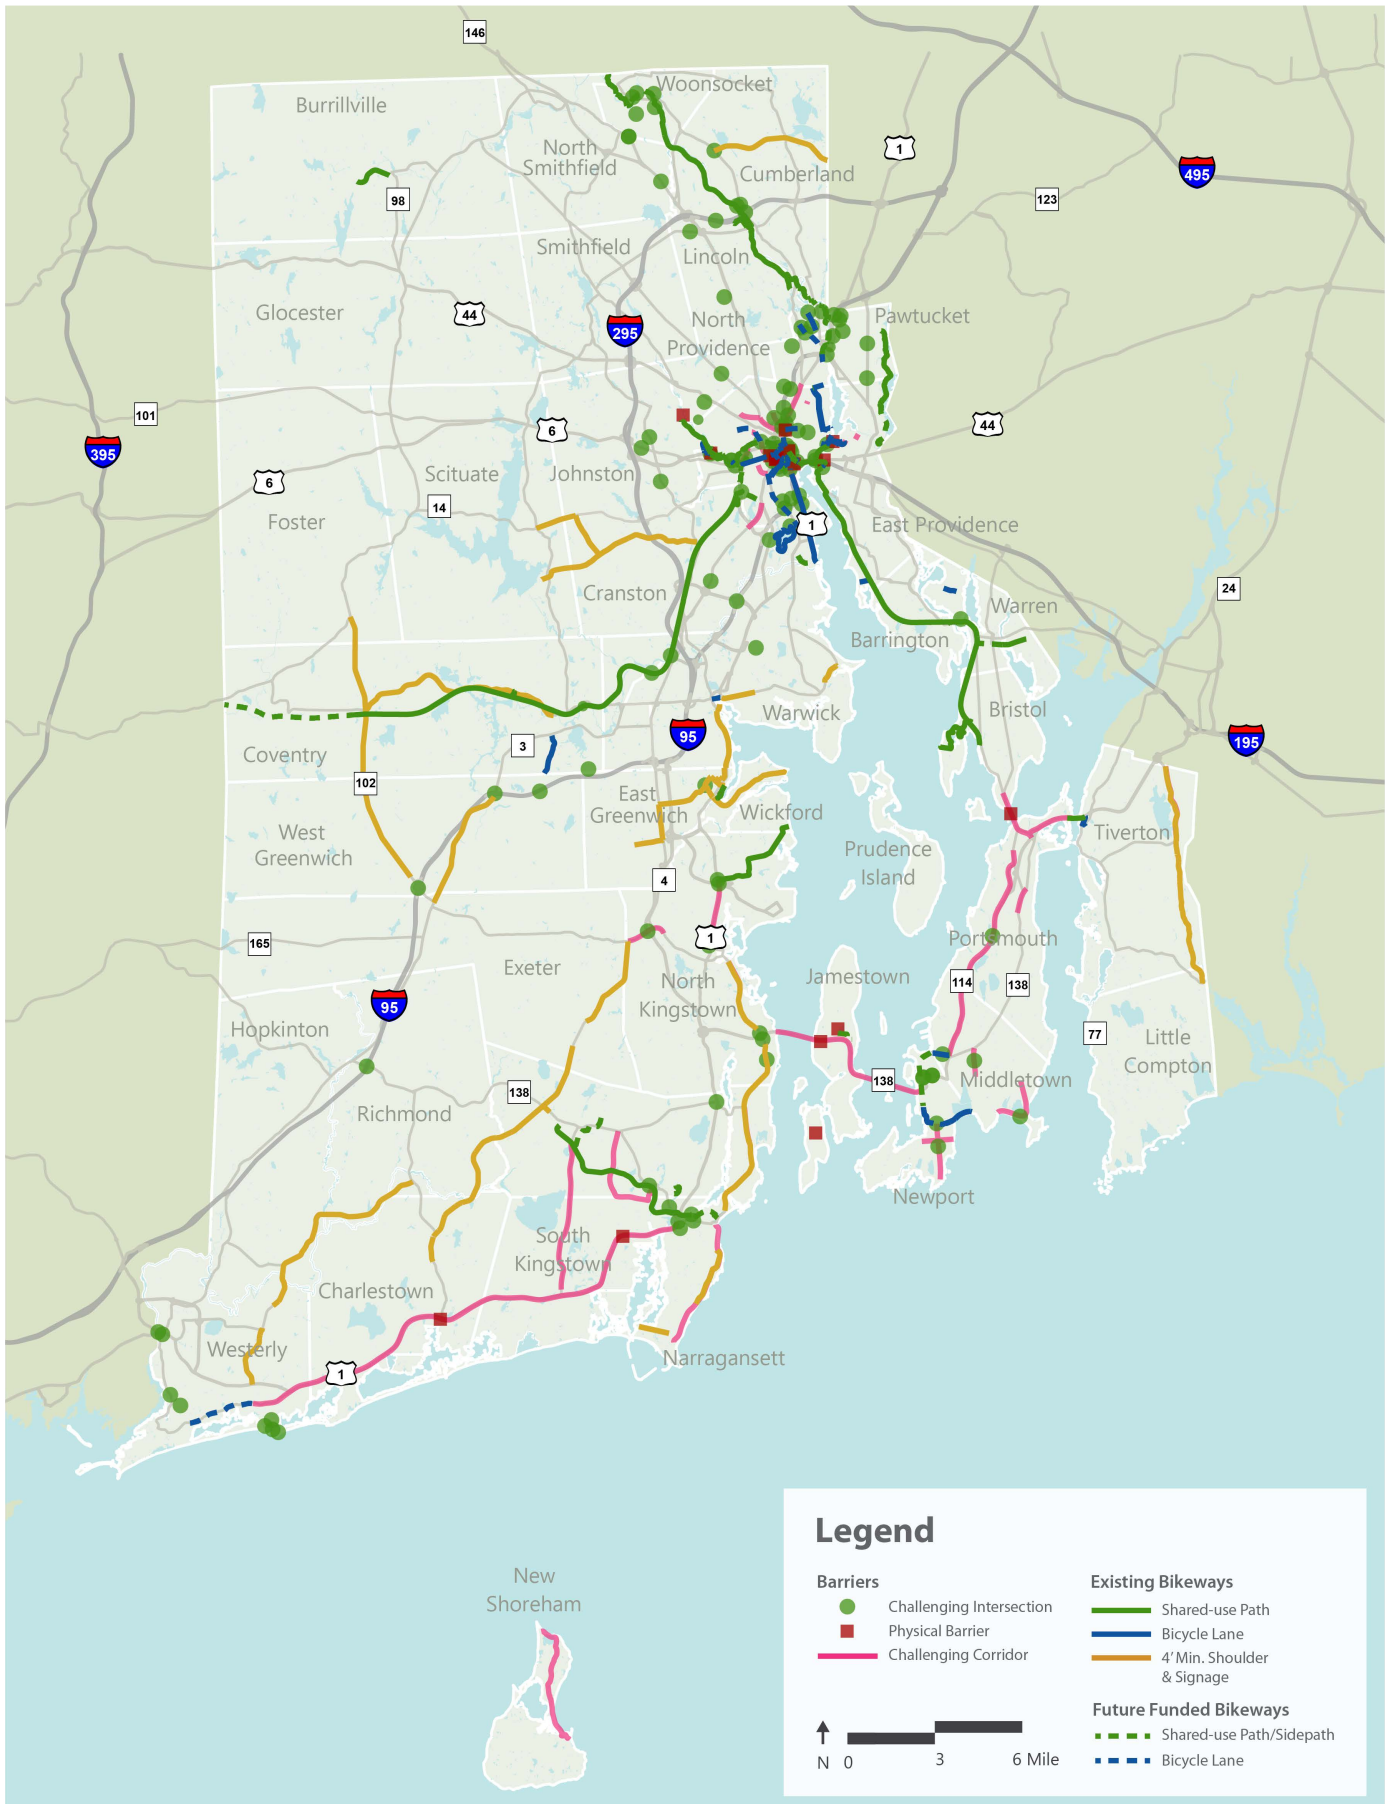 146
Woonsocket
Burrillville
1
North
Smithfield
495
Cumberland
98
123
Smithfield
Lincoln
Glocester
44
295
North
Providence
Pawtucket
101
395
6
44
6
Scituate
Johnston
14
Foster
1
East Providence
Cranston
24
Warren
Barrington
Warwick
Bristol
Coventry
3
95
195
102
East
Greenwich
Wickford
West
Greenwich
Tiverton
Prudence
Island
4
165
1
Portsmouth
Exeter
Jamestown
North
Kingstown
114
138
95
Hopkinton
77
Little
Compton
138
138
Middletown
Richmond
Newport
South
Kingstown
Charlestown
Westerly
1
Narragansett
New
Shoreham
Legend
Barriers
Challenging Intersection
Physical Barrier
Challenging Corridor
Existing Bikeways
Shared-use Path
Bicycle Lane
4' Min. Shoulder
& Signage
Future Funded Bikeways
Shared-use Path/Sidepath
Bicycle Lane
N 0 3 6 Mile